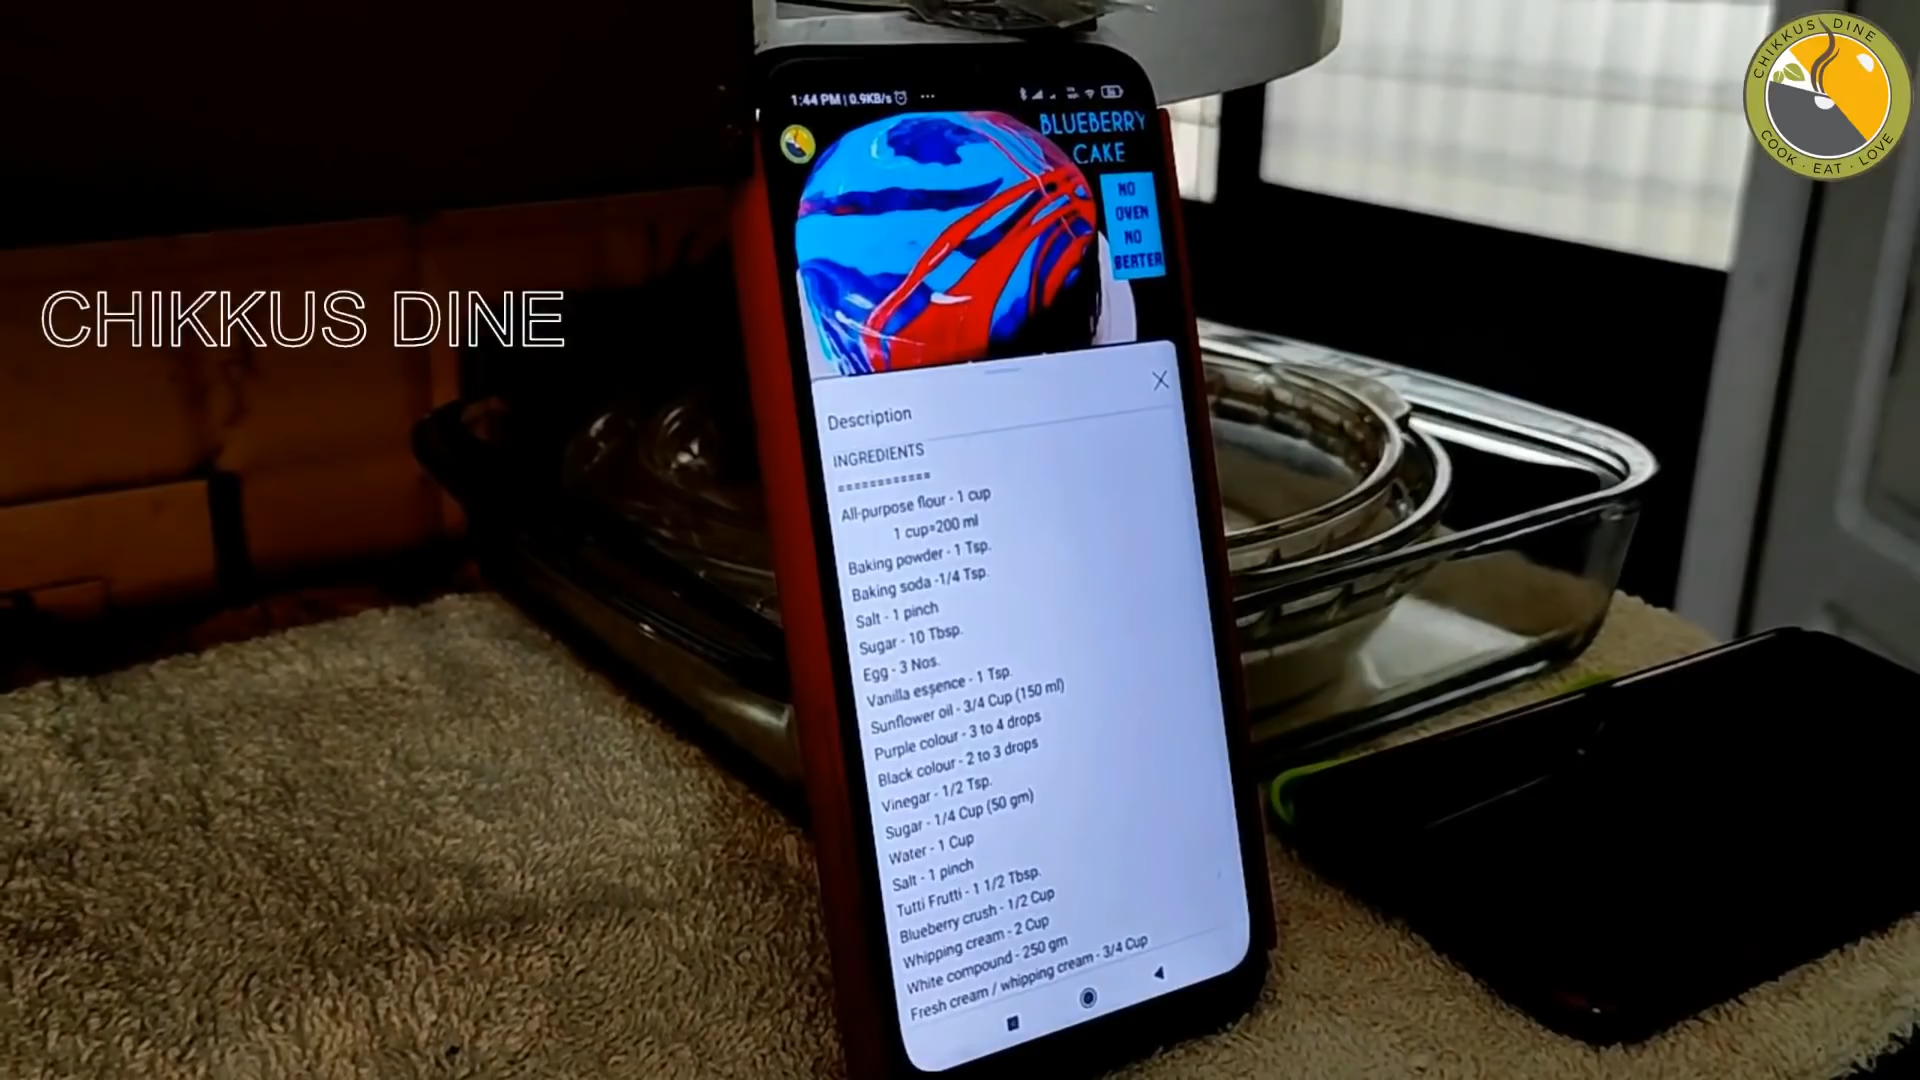 CHIKKUS DINE
COOK · EAT · LOVE
CHIKKUS DINE
1:44 PM | 0.9KB/s
BLUEBERRY
CAKE
NO
OVEN
NO
BEATER
Description
INGREDIENTS
============
All-purpose flour - 1 cup
1 cup=200 ml
Baking powder - 1 Tsp.
Baking soda -1/4 Tsp.
Salt - 1 pinch
Sugar - 10 Tbsp.
Egg - 3 Nos.
Vanilla essence - 1 Tsp.
Sunflower oil - 3/4 Cup (150 ml)
Purple colour - 3 to 4 drops
Black colour - 2 to 3 drops
Vinegar - 1/2 Tsp.
Sugar - 1/4 Cup (50 gm)
Water - 1 Cup
Salt - 1 pinch
Tutti Frutti - 1 1/2 Tbsp.
Blueberry crush - 1/2 Cup
Whipping cream - 2 Cup
White compound - 250 gm
Fresh cream / whipping cream - 3/4 Cup